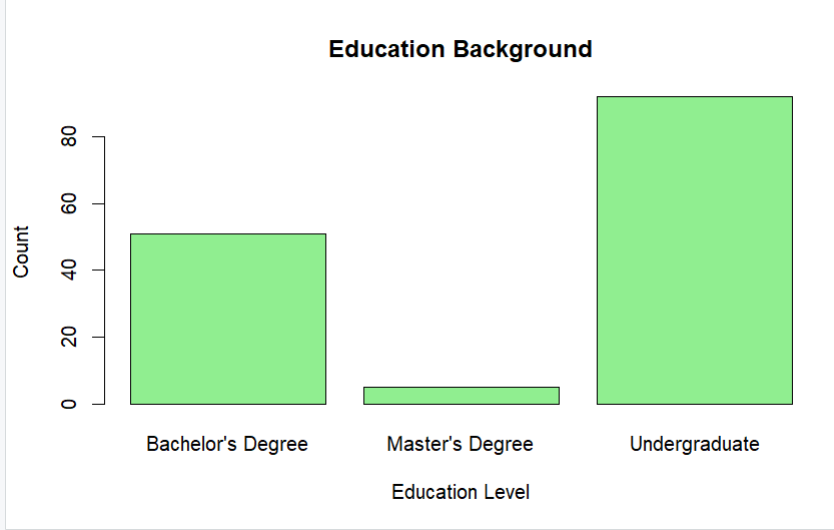 Education Background
Count
80
60
40
20
0
Bachelor's Degree
Master's Degree
Undergraduate
Education Level